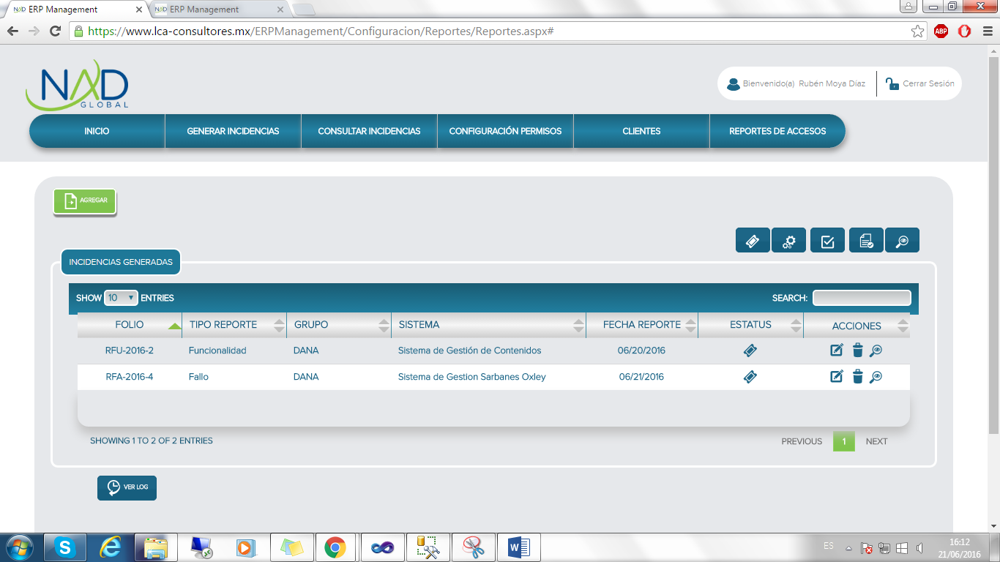 NAD ERP Management
NAD ERP Management
https://www.lca-consultores.mx/ERPManagement/Configuracion/Reportes/Reportes.aspx#
ABP
NAD
GLOBAL
Bienvenido(a) Rubén Moya Díaz
Cerrar Sesión
INICIO
GENERAR INCIDENCIAS
CONSULTAR INCIDENCIAS
CONFIGURACIÓN PERMISOS
CLIENTES
REPORTES DE ACCESOS
AGREGAR
INCIDENCIAS GENERADAS
SHOW 10 ENTRIES
SEARCH:
FOLIO TIPO REPORTE GRUPO SISTEMA FECHA REPORTE ESTATUS ACCIONES
RFU-2016-2 Funcionalidad DANA Sistema de Gestión de Contenidos 06/20/2016
RFA-2016-4 Fallo DANA Sistema de Gestion Sarbanes Oxley 06/21/2016
SHOWING 1 TO 2 OF 2 ENTRIES
PREVIOUS 1 NEXT
VER LOG
ES
16:12
21/06/2016